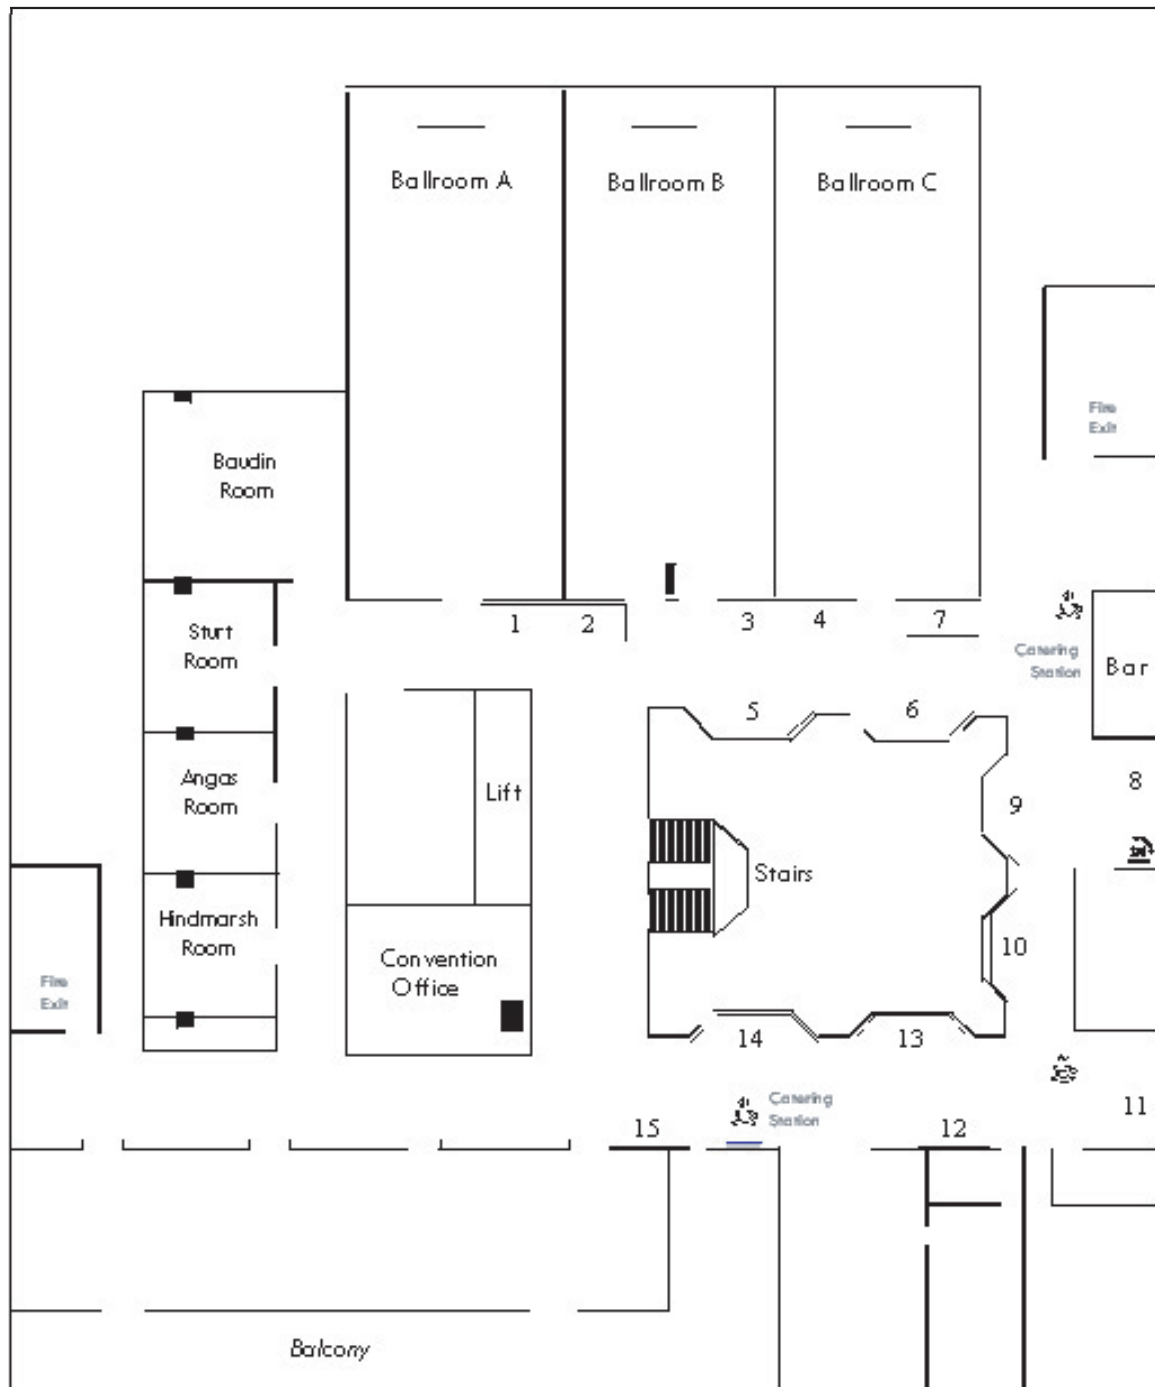 Ballroom A
Ballroom B
Ballroom C
Fire
Exit
Baudin
Room
1
2
3
4
7
Sturt
Room
Catering
Station
Bar
5
6
Angas
Room
Lift
8
9
Stairs
Hindmarsh
Room
10
Convention
Office
Fire
Exit
14
13
Catering
Station
11
15
12
Balcony